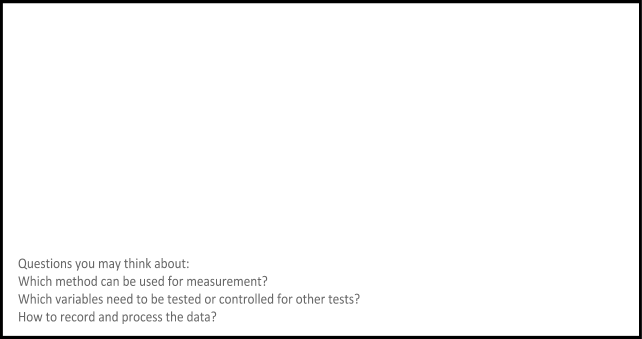 Questions you may think about:
Which method can be used for measurement?
Which variables need to be tested or controlled for other tests?
How to record and process the data?